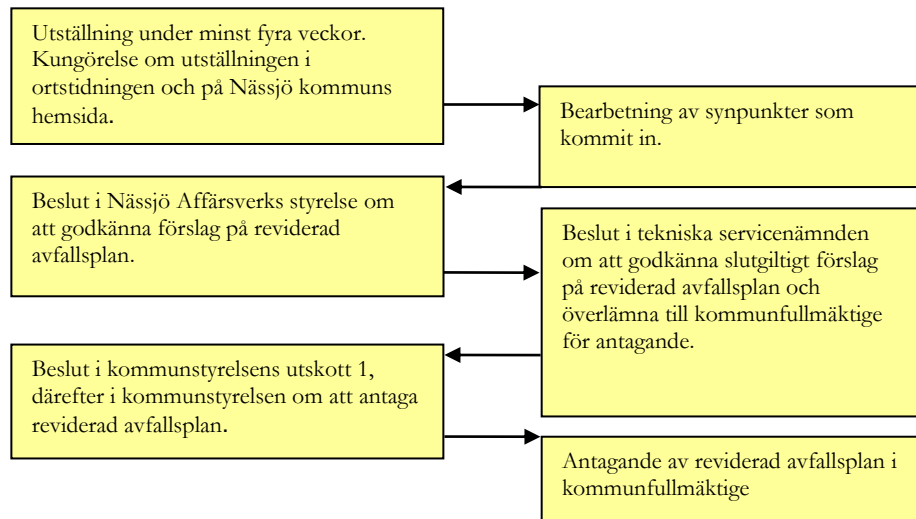 Utställning under minst fyra veckor.
Kungörelse om utställningen i
ortstidningen och på Nässjö kommuns
hemsida.
Bearbetning av synpunkter som
kommit in.
Beslut i Nässjö Affärsverks styrelse om
att godkänna förslag på reviderad
avfallsplan.
Beslut i tekniska servicenämnden
om att godkänna slutgiltigt förslag
på reviderad avfallsplan och
överlämna till kommunfullmäktige
för antagande.
Beslut i kommunstyrelsens utskott 1,
därefter i kommunstyrelsen om att antaga
reviderad avfallsplan.
Antagande av reviderad avfallsplan i
kommunfullmäktige